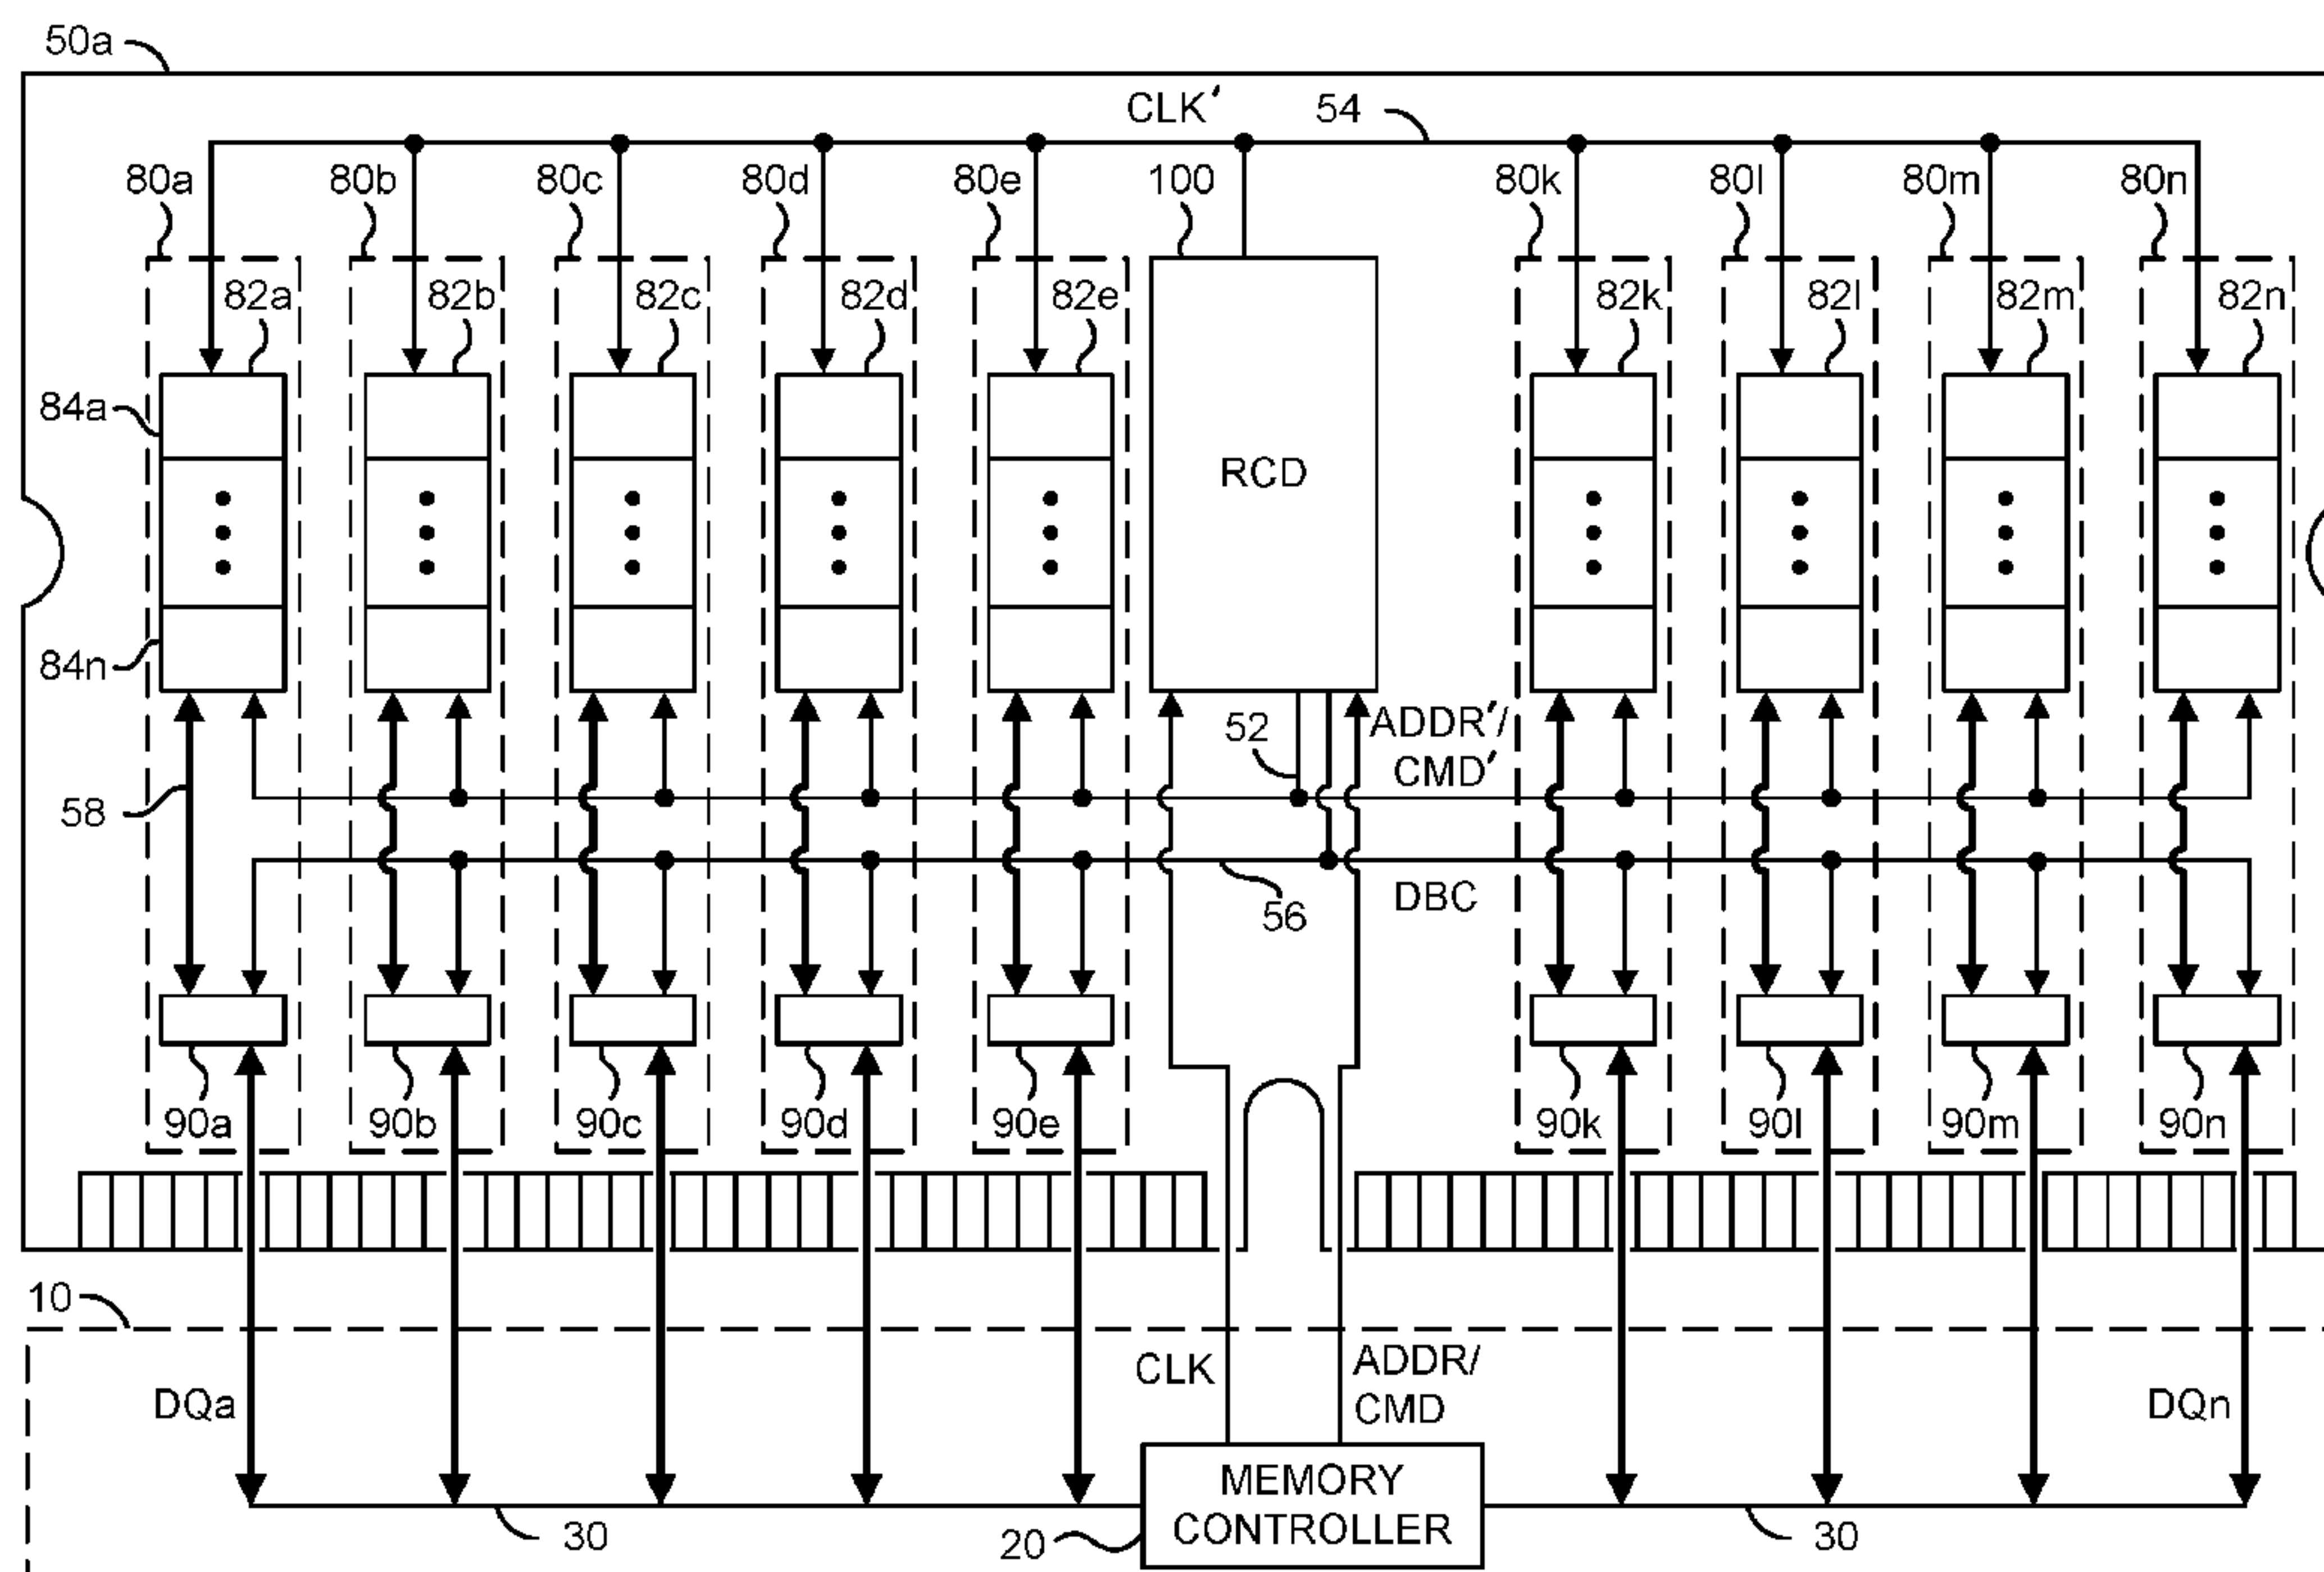 50a
CLK′ 54
80a 80b 80c 80d 80e 100 80k 80l 80m 80n
82a 82b 82c 82d 82e 82k 82l 82m 82n
84a
RCD
84n
52 ADDR′/
CMD′
58
56 DBC
90a 90b 90c 90d 90e 90k 90l 90m 90n
10
CLK ADDR/
DQa CMD DQn
MEMORY
CONTROLLER
30 20 30